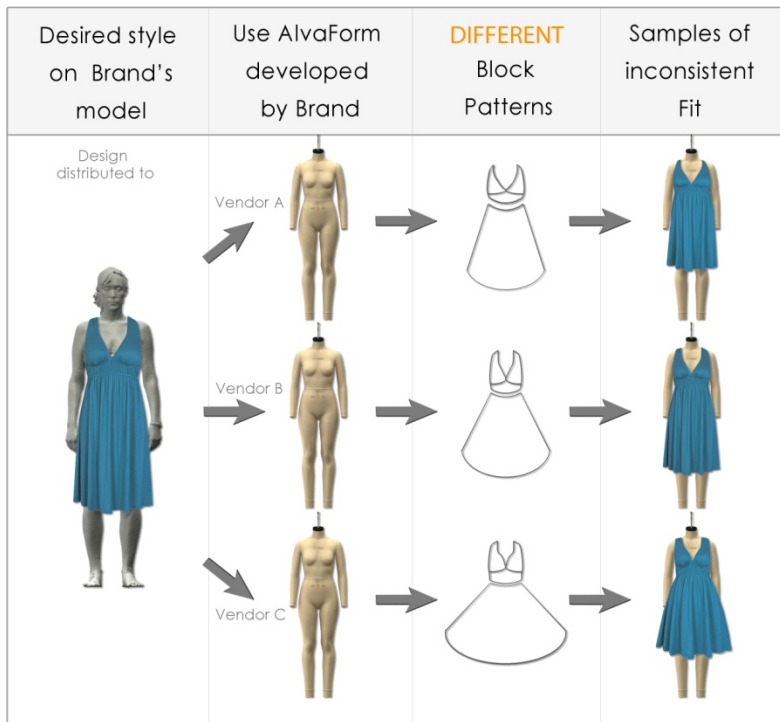 Desired style
on Brand's
model
Use AlvaForm
developed
by Brand
DIFFERENT
Block
Patterns
Samples of
inconsistent
Fit
Design
distributed to
Vendor A
Vendor B
Vendor C